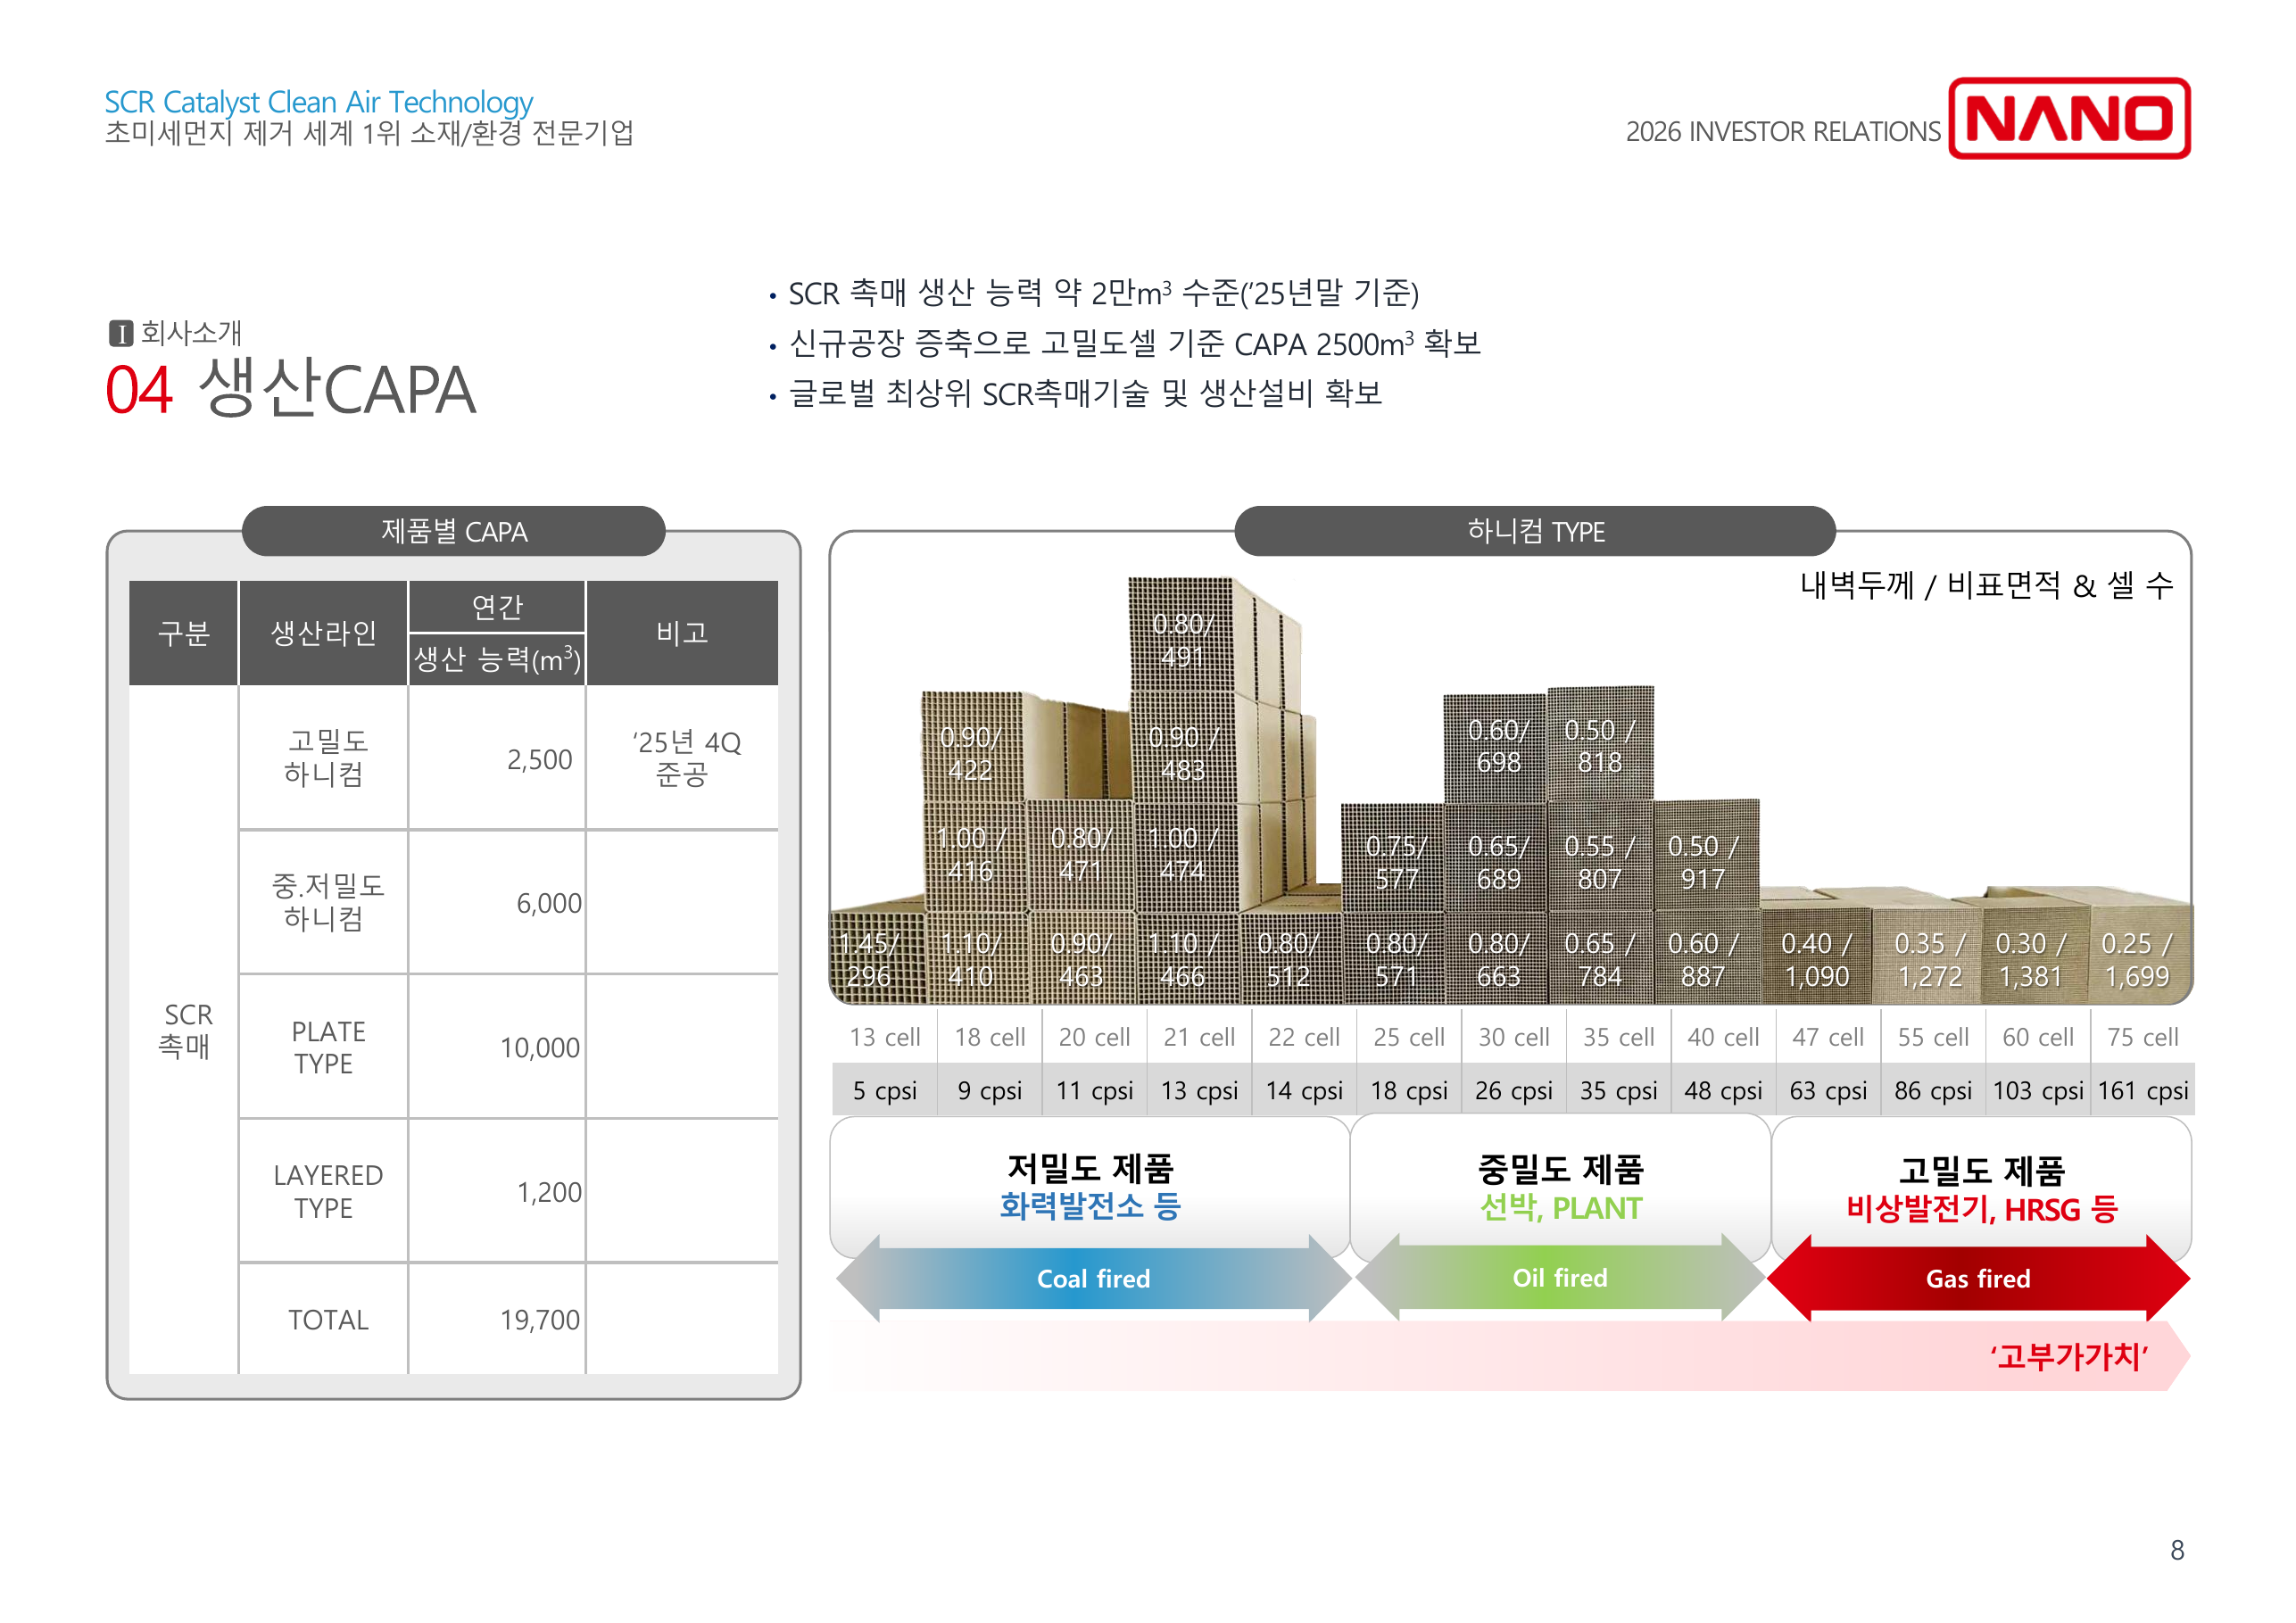 SCR Catalyst Clean Air Technology
초미세먼지 제거 세계 1위 소재/환경 전문기업
2026 INVESTOR RELATIONS
NANO
I 회사소개
04 생산CAPA
• SCR 촉매 생산 능력 약 2만m³ 수준(‘25년말 기준)
• 신규공장 증축으로 고밀도셀 기준 CAPA 2500m³ 확보
• 글로벌 최상위 SCR촉매기술 및 생산설비 확보
제품별 CAPA
구분 생산라인 연간 비고
생산 능력(m³)
고밀도
하니컴
2,500
‘25년 4Q
준공
중.저밀도
하니컴
6,000
SCR
촉매
PLATE
TYPE
10,000
LAYERED
TYPE
1,200
TOTAL 19,700
하니컴 TYPE
내벽두께 / 비표면적 & 셀 수
0.80/
491
0.90/
422
0.90 /
483
0.60/
698
0.50 /
818
1.00 /
416
0.80/
471
1.00 /
474
0.75/
577
0.65/
689
0.55 /
807
0.50 /
917
1.45/
296
1.10/
410
0.90/
463
1.10 /
466
0.80/
512
0.80/
571
0.80/
663
0.65 /
784
0.60 /
887
0.40 /
1,090
0.35 /
1,272
0.30 /
1,381
0.25 /
1,699
13 cell 18 cell 20 cell 21 cell 22 cell 25 cell 30 cell 35 cell 40 cell 47 cell 55 cell 60 cell 75 cell
5 cpsi 9 cpsi 11 cpsi 13 cpsi 14 cpsi 18 cpsi 26 cpsi 35 cpsi 48 cpsi 63 cpsi 86 cpsi 103 cpsi 161 cpsi
저밀도 제품
화력발전소 등
중밀도 제품
선박, PLANT
고밀도 제품
비상발전기, HRSG 등
Coal fired
Oil fired
Gas fired
‘고부가가치’
8